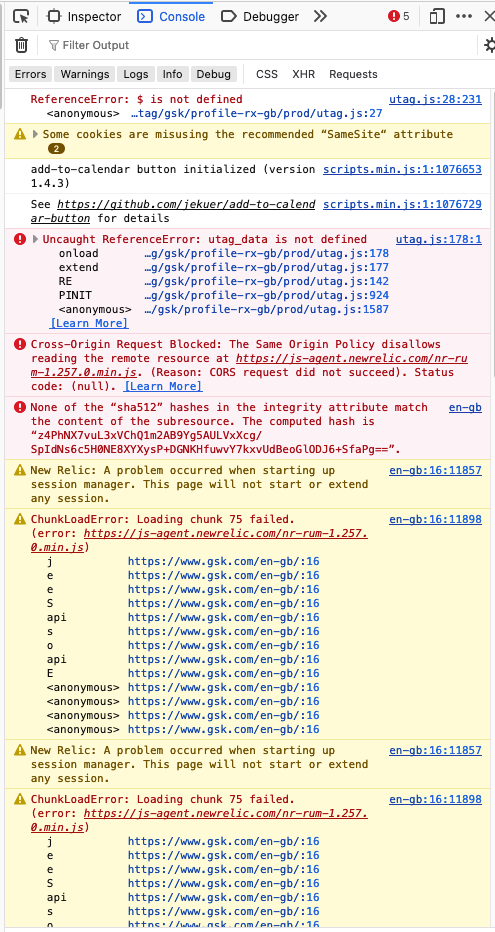 Inspector Console Debugger 5
Filter Output
Errors Warnings Logs Info Debug CSS XHR Requests
ReferenceError: $ is not defined utag.js:28:231
<anonymous> …tag/gsk/profile-rx-gb/prod/utag.js:27
Some cookies are misusing the recommended “SameSite“ attribute
2
add-to-calendar button initialized (version scripts.min.js:1:1076653
1.4.3)
See https://github.com/jekuer/add-to-calend scripts.min.js:1:1076729
ar-button for details
Uncaught ReferenceError: utag_data is not defined utag.js:178:1
onload …g/gsk/profile-rx-gb/prod/utag.js:178
extend …g/gsk/profile-rx-gb/prod/utag.js:177
RE …g/gsk/profile-rx-gb/prod/utag.js:142
PINIT …g/gsk/profile-rx-gb/prod/utag.js:924
<anonymous> …/gsk/profile-rx-gb/prod/utag.js:1587
[Learn More]
Cross-Origin Request Blocked: The Same Origin Policy disallows
reading the remote resource at https://js-agent.newrelic.com/nr-ru
m-1.257.0.min.js. (Reason: CORS request did not succeed). Status
code: (null). [Learn More]
None of the “sha512” hashes in the integrity attribute match en-gb
the content of the subresource. The computed hash is
“z4PhNX7vuL3xVChQ1m2AB9Yg5AULVxXcg/
SpIdNs6c5H0NE8XYXysP+DGNKHfuwvY7kxvUdBeoGlODJ6+SfaPg==”.
New Relic: A problem occurred when starting up en-gb:16:11857
session manager. This page will not start or extend
any session.
ChunkLoadError: Loading chunk 75 failed. en-gb:16:11898
(error: https://js-agent.newrelic.com/nr-rum-1.257.
0.min.js)
j https://www.gsk.com/en-gb/:16
e https://www.gsk.com/en-gb/:16
e https://www.gsk.com/en-gb/:16
S https://www.gsk.com/en-gb/:16
api https://www.gsk.com/en-gb/:16
s https://www.gsk.com/en-gb/:16
o https://www.gsk.com/en-gb/:16
api https://www.gsk.com/en-gb/:16
E https://www.gsk.com/en-gb/:16
<anonymous> https://www.gsk.com/en-gb/:16
<anonymous> https://www.gsk.com/en-gb/:16
<anonymous> https://www.gsk.com/en-gb/:16
<anonymous> https://www.gsk.com/en-gb/:16
New Relic: A problem occurred when starting up en-gb:16:11857
session manager. This page will not start or extend
any session.
ChunkLoadError: Loading chunk 75 failed. en-gb:16:11898
(error: https://js-agent.newrelic.com/nr-rum-1.257.
0.min.js)
j https://www.gsk.com/en-gb/:16
e https://www.gsk.com/en-gb/:16
e https://www.gsk.com/en-gb/:16
S https://www.gsk.com/en-gb/:16
api https://www.gsk.com/en-gb/:16
s https://www.gsk.com/en-gb/:16
o https://www.gsk.com/en-gb/:16